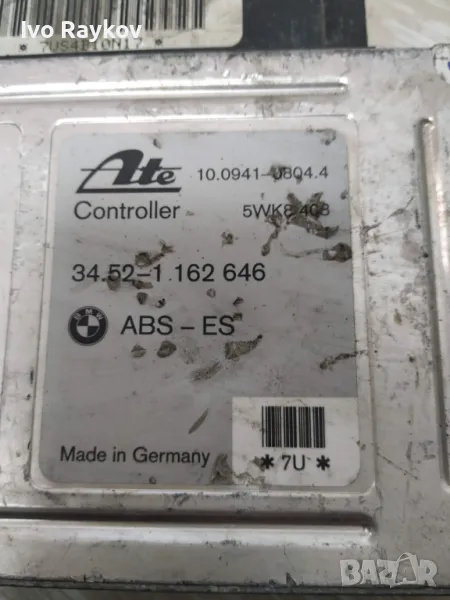 Ivo Raykov
Ate
10.0941-0804.4
Controller
5WK8 408
34.52-1 162 646
BMW
ABS - ES
Made in Germany
* 7U *
BAZAR